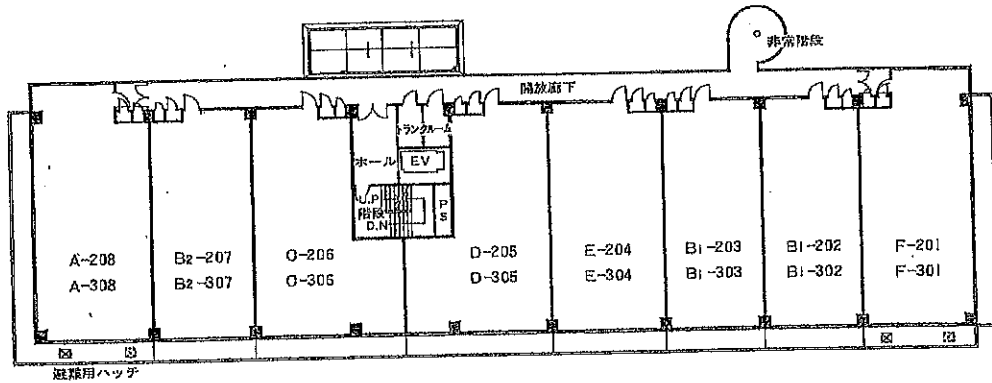 非常階段
開放廊下
トランクルーム
ホール
EV
U.P
階段
D.N
PS
A-208
A-308
B2-207
B2-307
C-206
C-306
D-205
D-305
E-204
E-304
B1-203
B1-303
B1-202
B1-302
F-201
F-301
避難用ハッチ